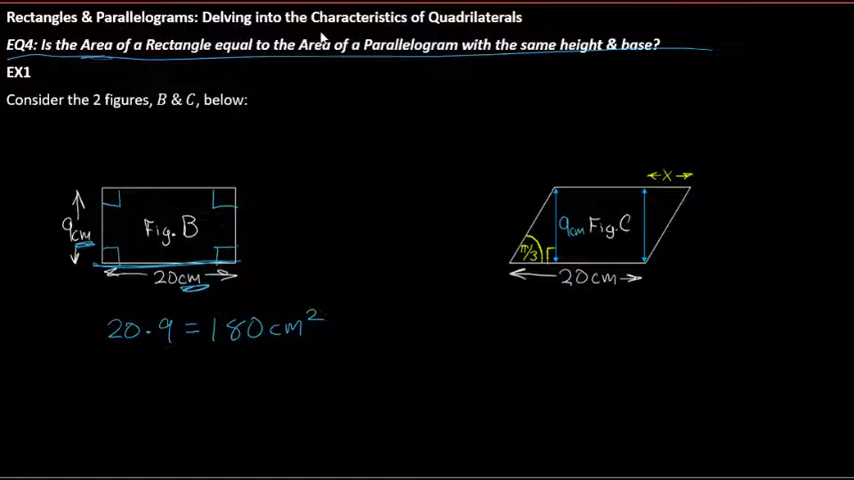 Rectangles & Parallelograms: Delving into the Characteristics of Quadrilaterals
EQ4: Is the Area of a Rectangle equal to the Area of a Parallelogram with the same height & base?
EX1
Consider the 2 figures, B & C, below:
9cm
Fig. B
20cm
20 · 9 = 180cm²
x
9cm
Fig. C
π/3
20cm